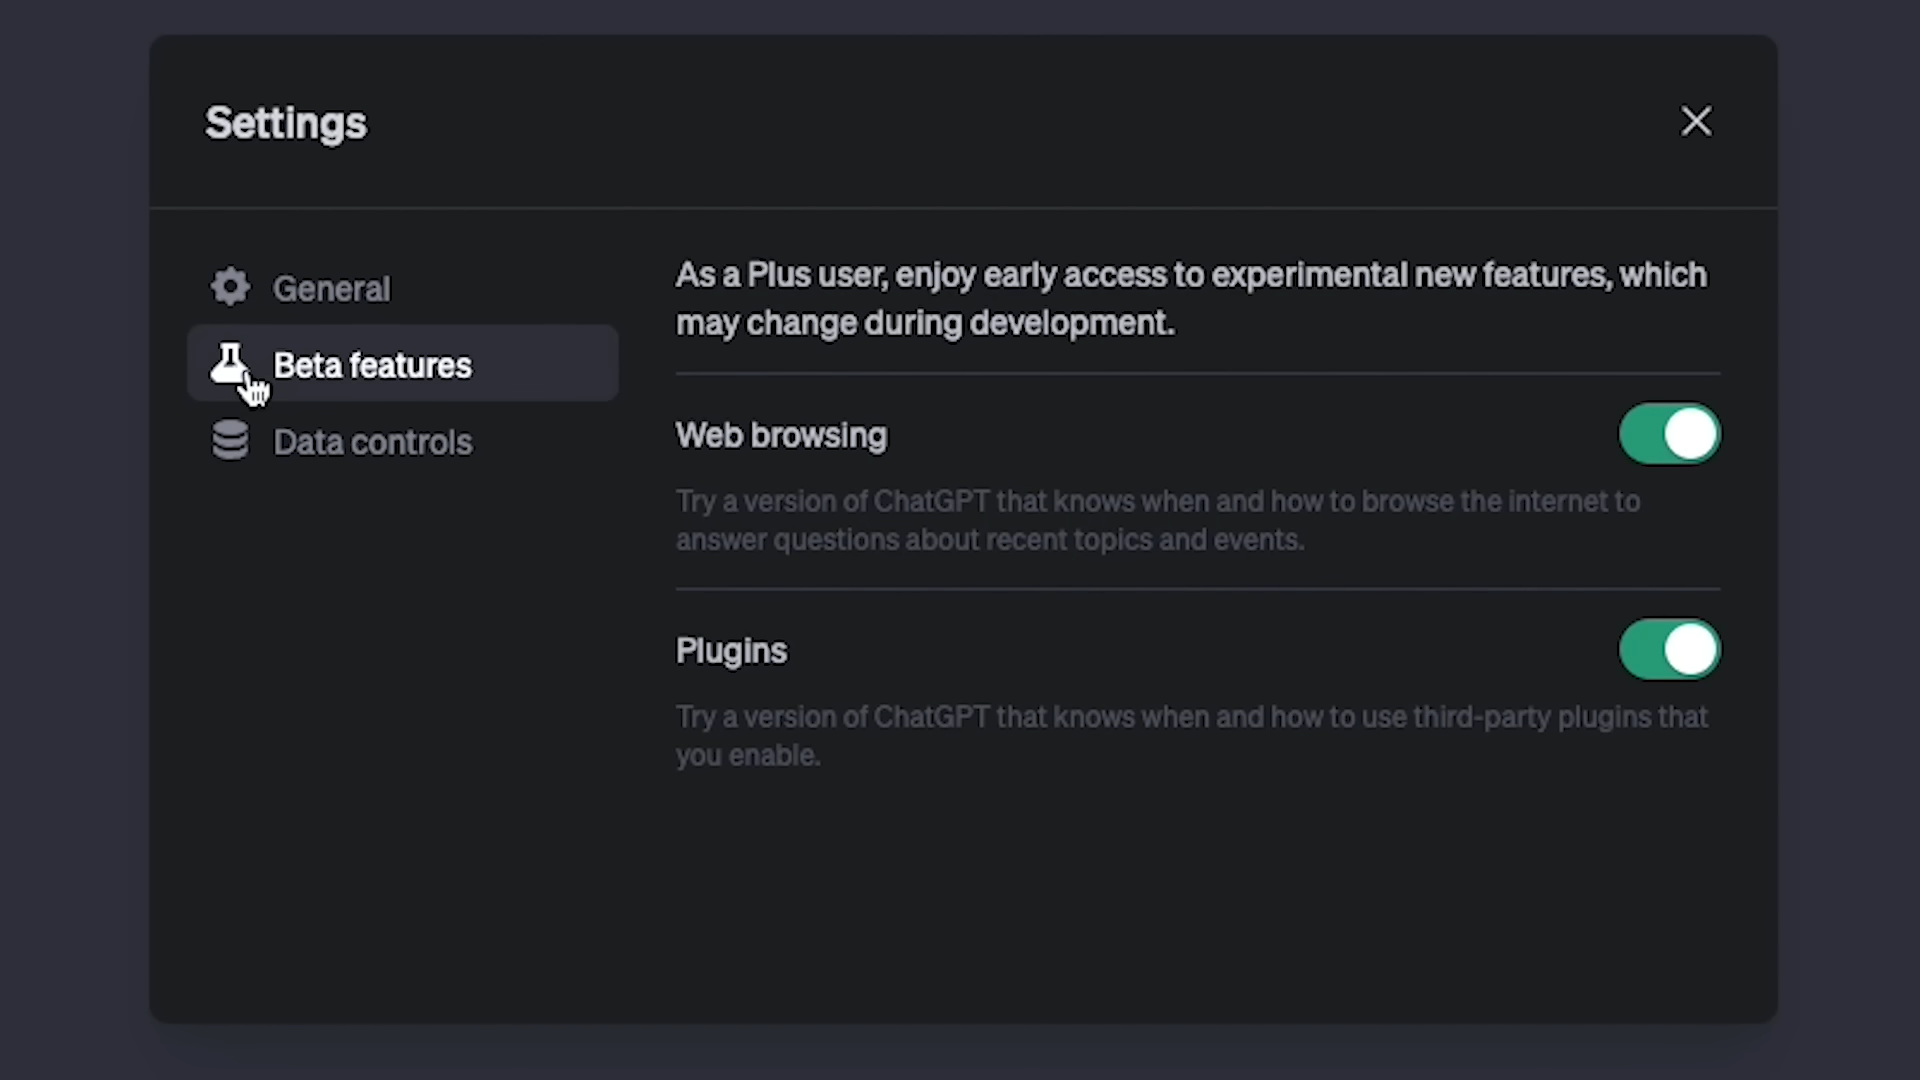 Settings
General
Beta features
Data controls
As a Plus user, enjoy early access to experimental new features, which
may change during development.
Web browsing
Try a version of ChatGPT that knows when and how to browse the internet to
answer questions about recent topics and events.
Plugins
Try a version of ChatGPT that knows when and how to use third-party plugins that
you enable.